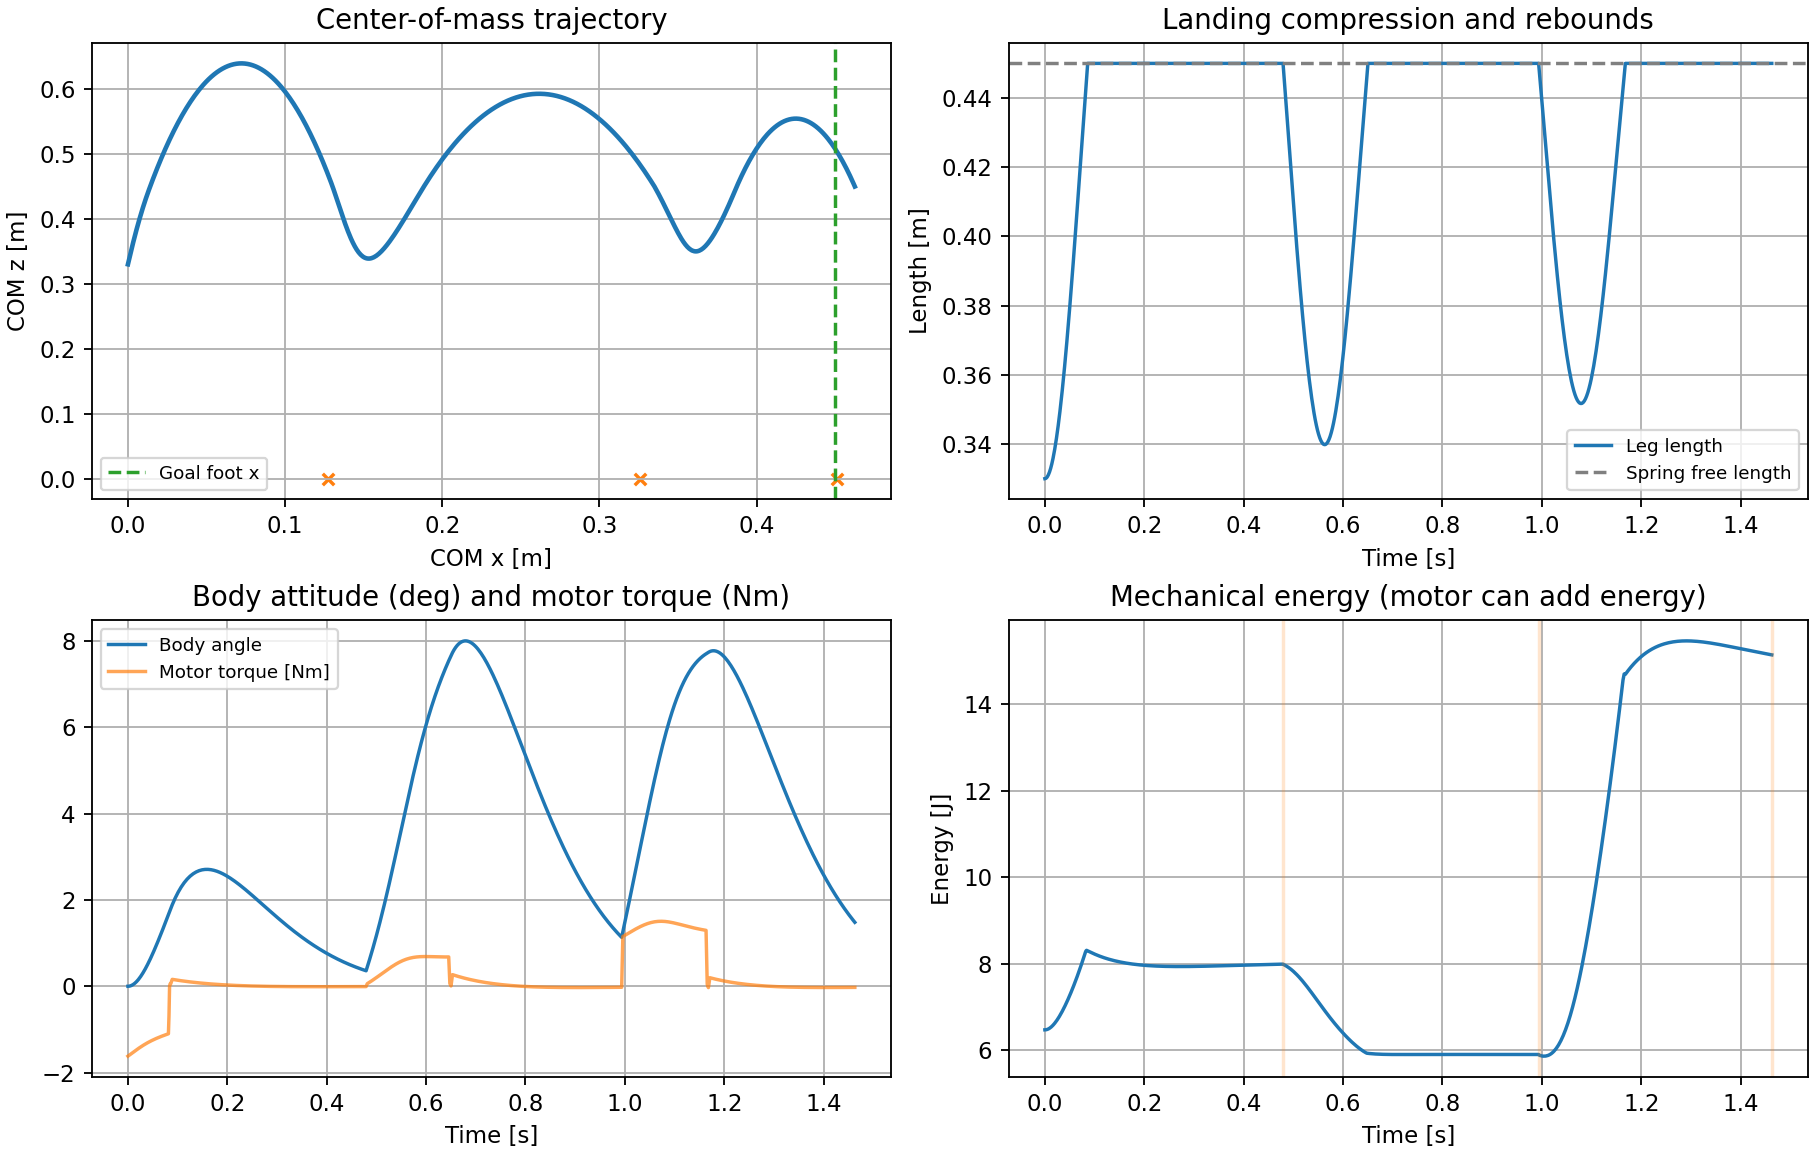 Center-of-mass trajectory
COM z [m]
0.6
0.5
0.4
0.3
0.2
0.1
0.0
Goal foot x
0.0 0.1 0.2 0.3 0.4
COM x [m]
Landing compression and rebounds
Length [m]
0.44
0.42
0.40
0.38
0.36
0.34
Leg length
Spring free length
0.0 0.2 0.4 0.6 0.8 1.0 1.2 1.4
Time [s]
Body attitude (deg) and motor torque (Nm)
Body angle
Motor torque [Nm]
8
6
4
2
0
−2
0.0 0.2 0.4 0.6 0.8 1.0 1.2 1.4
Time [s]
Mechanical energy (motor can add energy)
Energy [J]
14
12
10
8
6
0.0 0.2 0.4 0.6 0.8 1.0 1.2 1.4
Time [s]